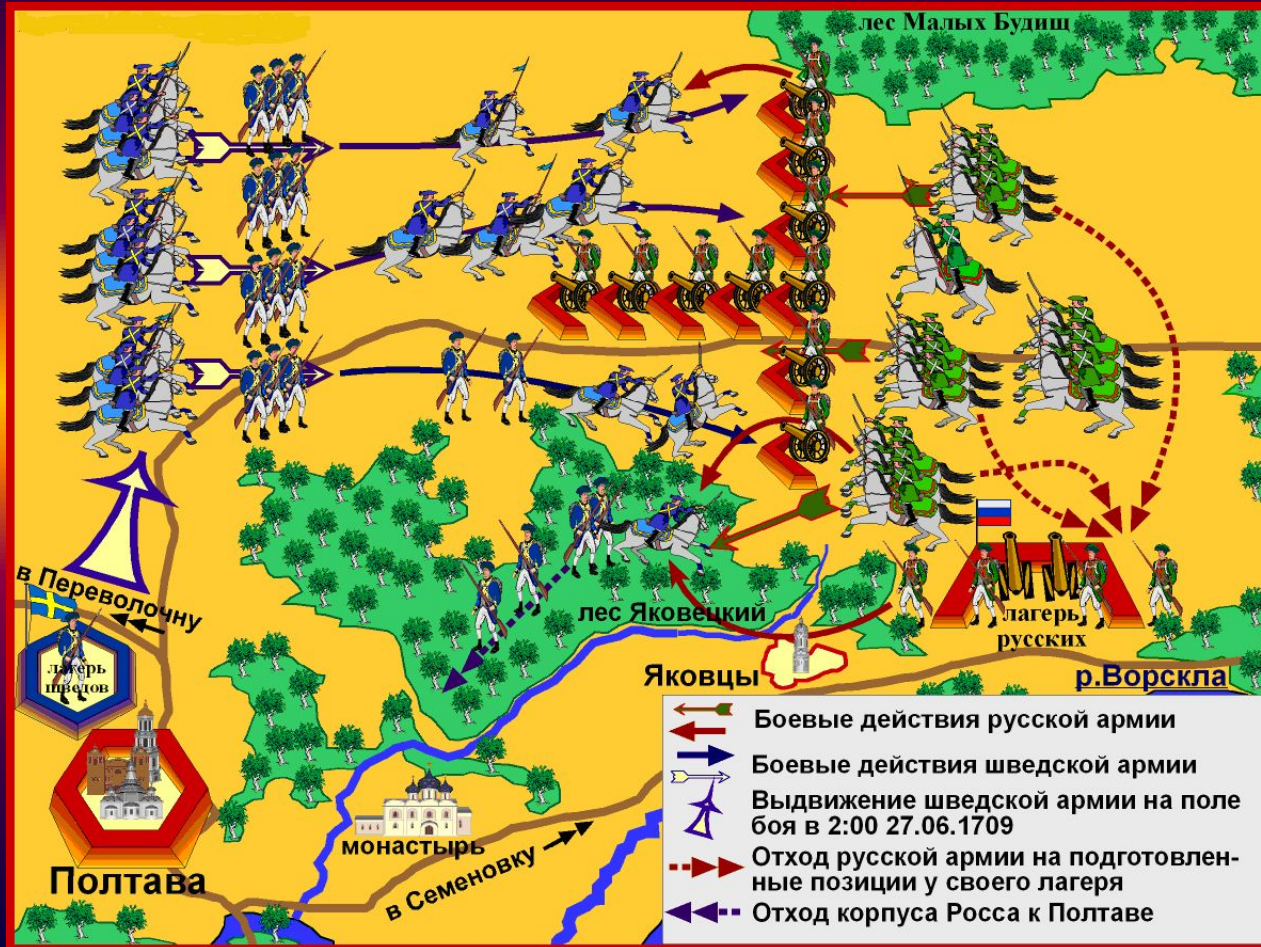 лес Малых Будищ
в Переволочну
лагерь
шведов
Полтава
монастырь
в Семеновку
лес Яковецкий
Яковцы
лагерь
русских
р.Ворскла
Боевые действия русской армии
Боевые действия шведской армии
Выдвижение шведской армии на поле
боя в 2:00 27.06.1709
Отход русской армии на подготовлен-
ные позиции у своего лагеря
Отход корпуса Росса к Полтаве